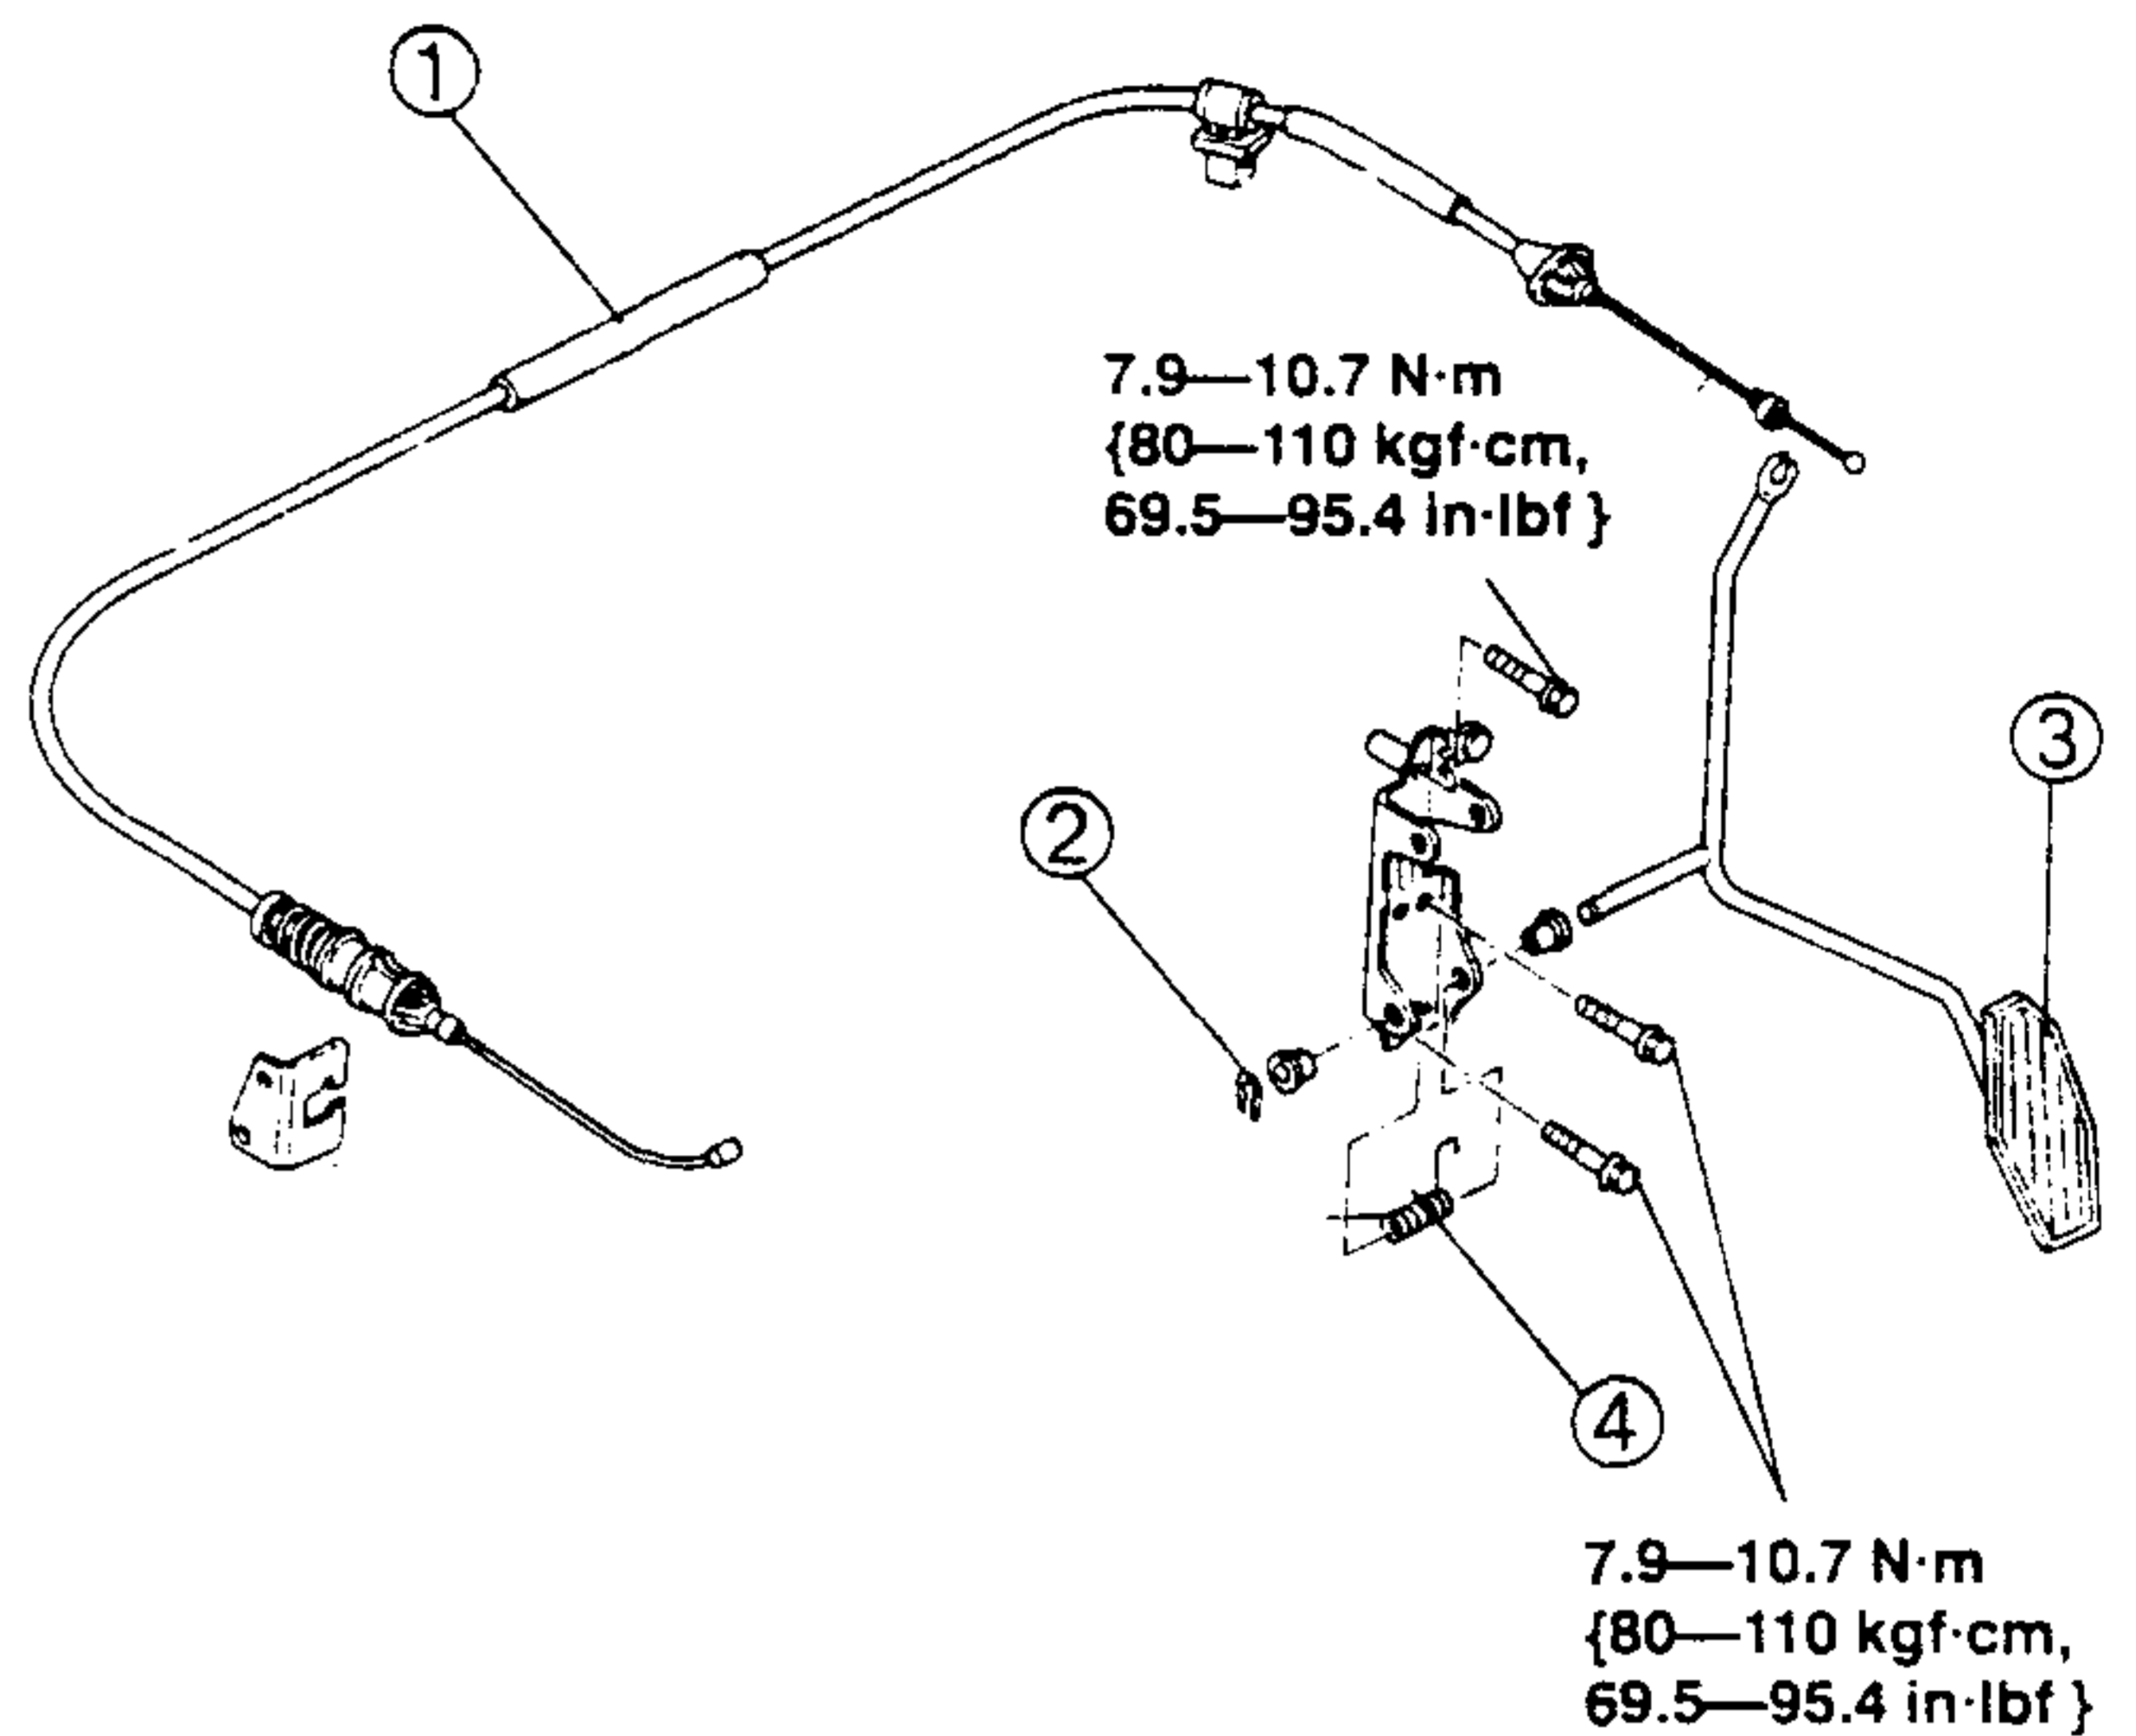 1
7.9—10.7 N·m
{80—110 kgf·cm,
69.5—95.4 in·lbf }
3
2
4
7.9—10.7 N·m
{80—110 kgf·cm,
69.5—95.4 in·lbf }